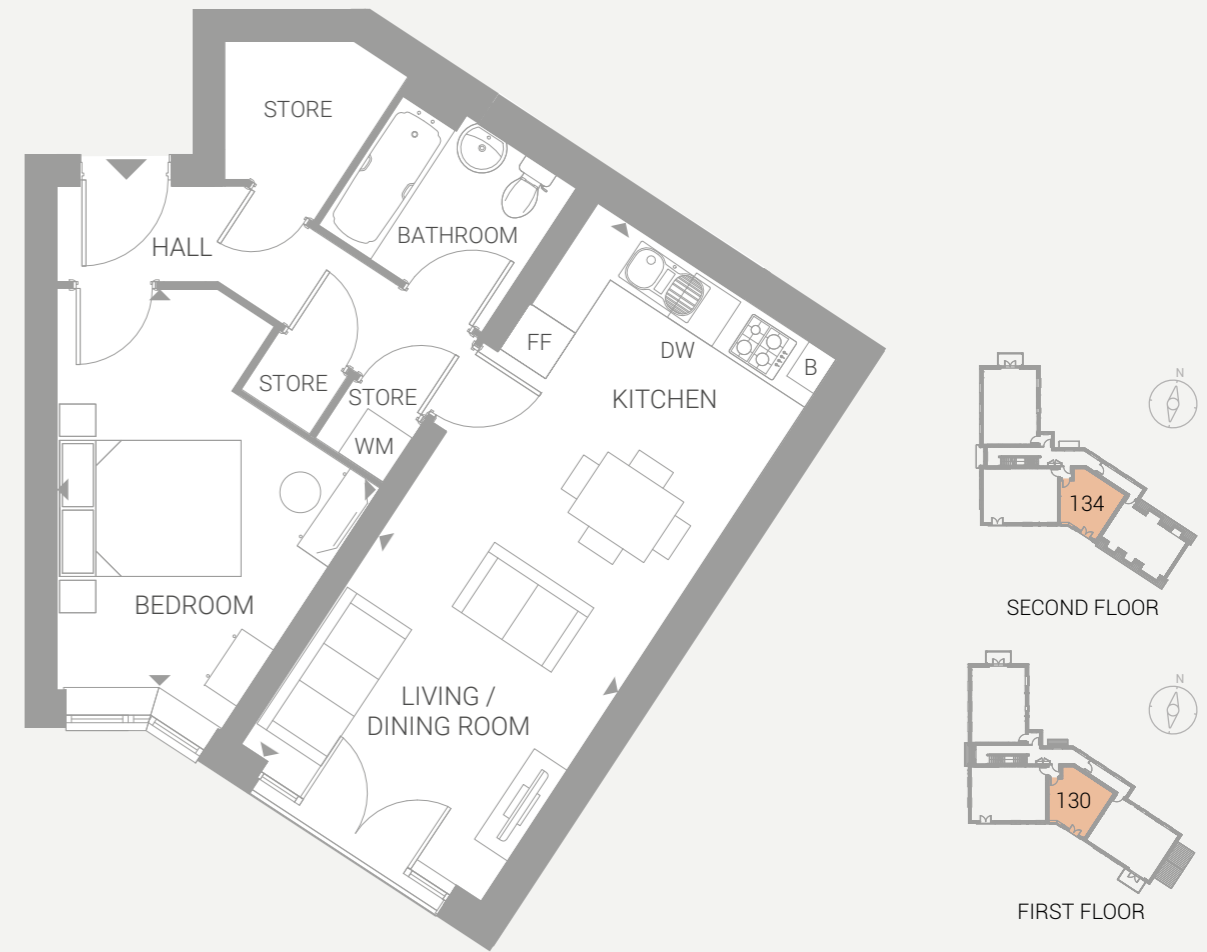 STORE
BATHROOM
HALL
FF
DW
B
STORE
STORE
KITCHEN
WM
BEDROOM
LIVING /
DINING ROOM
N
134
SECOND FLOOR
N
130
FIRST FLOOR